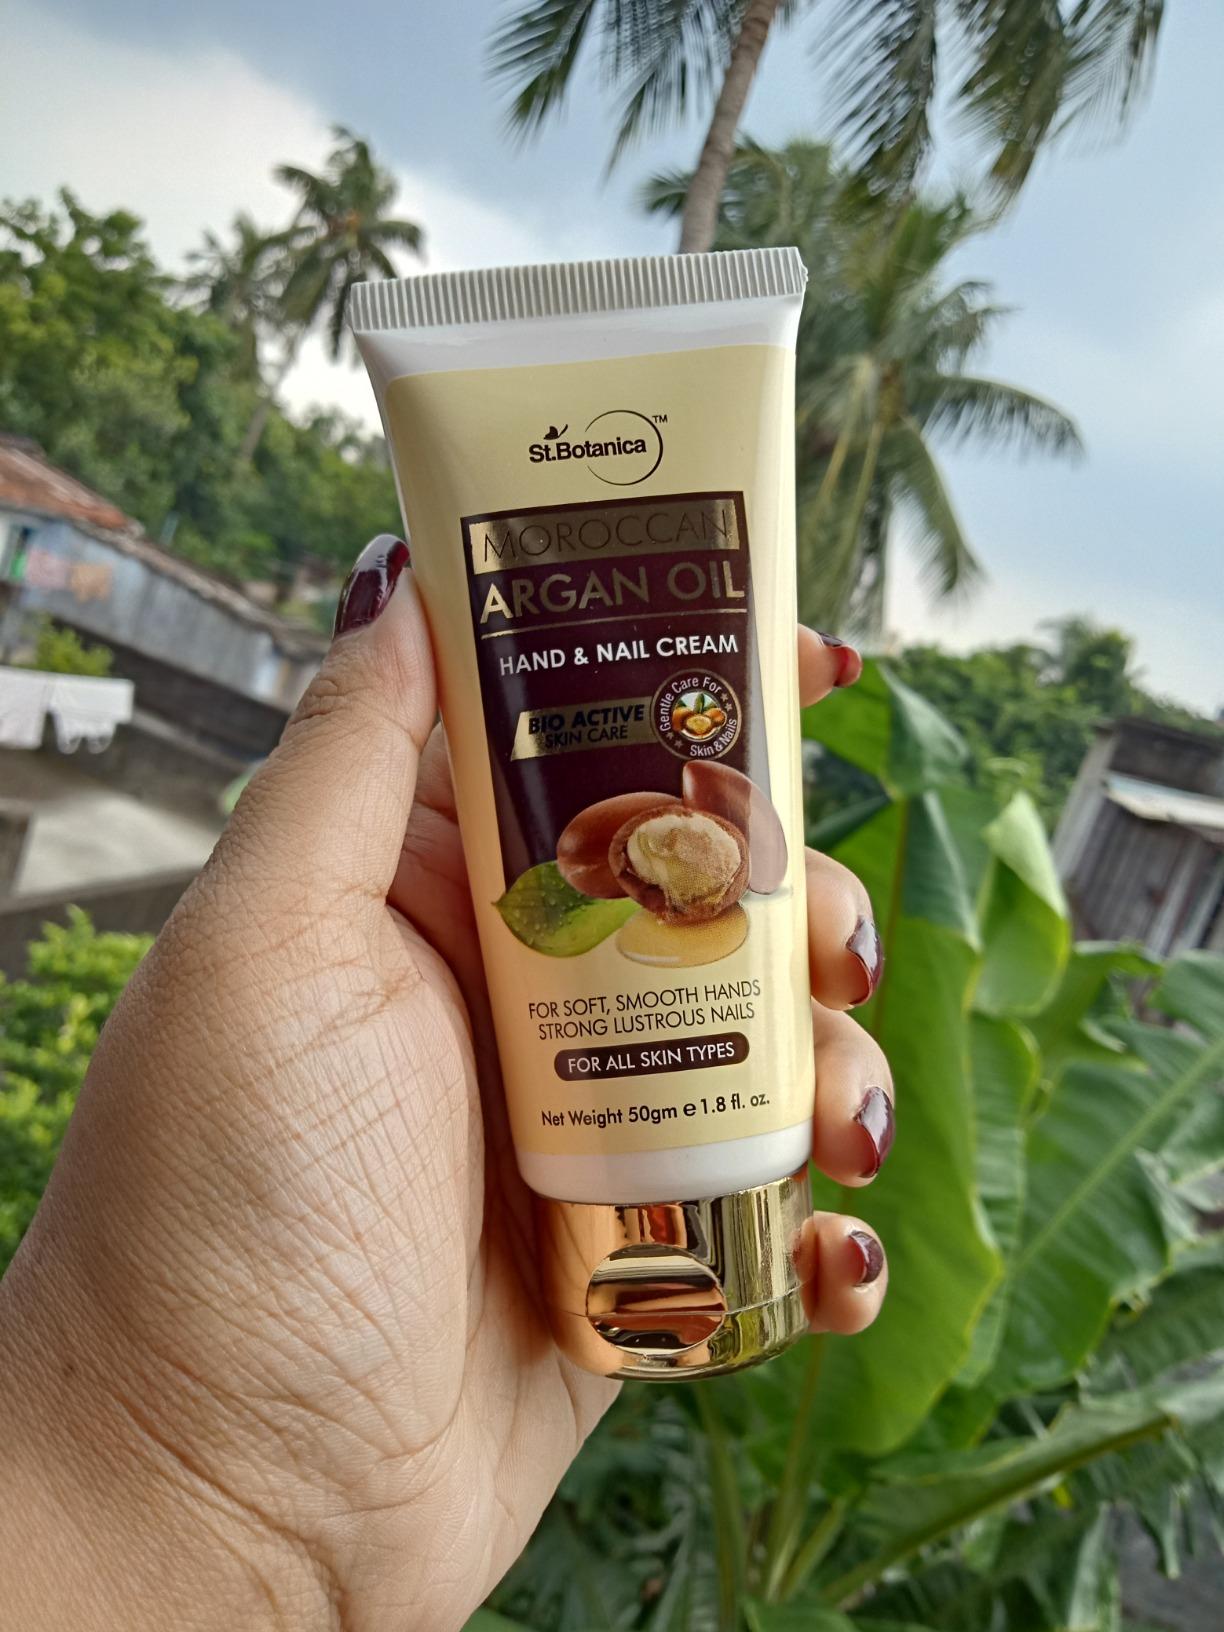 St.Botanica™
MOROCCAN
ARGAN OIL
HAND & NAIL CREAM
BIO ACTIVE
SKIN CARE
Gentle Care For
Skin & Nails
FOR SOFT, SMOOTH HANDS
STRONG LUSTROUS NAILS
FOR ALL SKIN TYPES
Net Weight 50gm e 1.8 fl. oz.